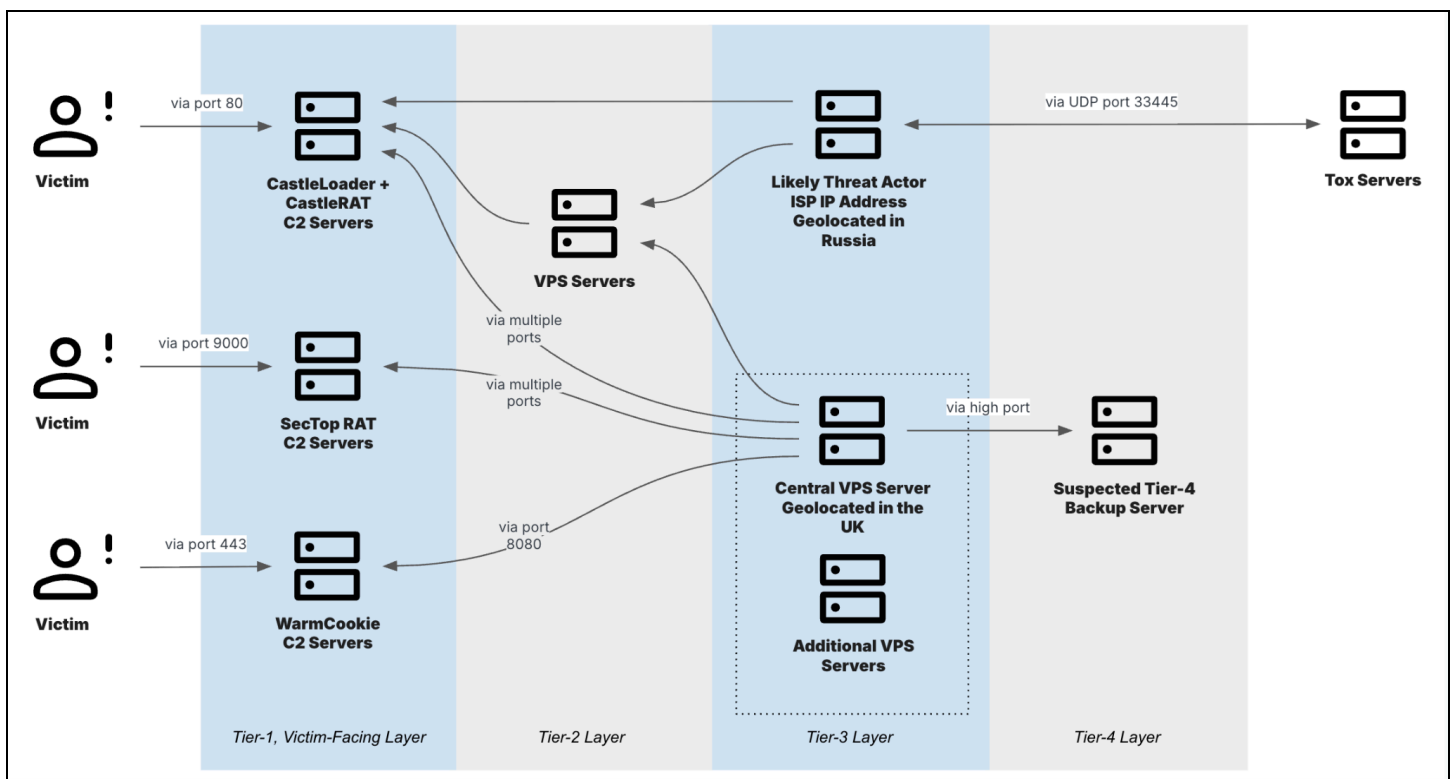 via port 80
Victim
CastleLoader +
CastleRAT
C2 Servers
VPS Servers
Likely Threat Actor
ISP IP Address
Geolocated in
Russia
via UDP port 33445
Tox Servers
via multiple
ports
via port 9000
Victim
SecTop RAT
C2 Servers
via multiple
ports
Central VPS Server
Geolocated in the
UK
via high port
Suspected Tier-4
Backup Server
via port 443
Victim
WarmCookie
C2 Servers
via port
8080
Additional VPS
Servers
Tier-1, Victim-Facing Layer
Tier-2 Layer
Tier-3 Layer
Tier-4 Layer